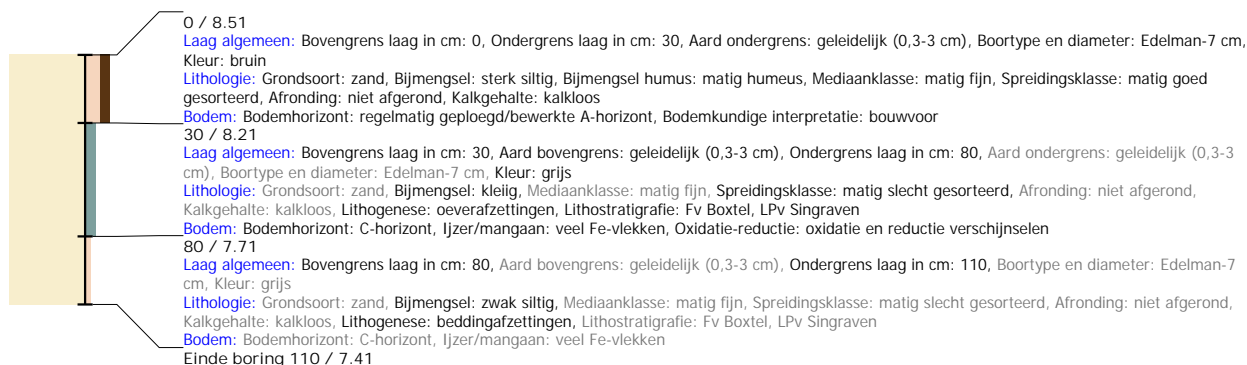 0 / 8.51
Laag algemeen: Bovengrens laag in cm: 0, Ondergrens laag in cm: 30, Aard ondergrens: geleidelijk (0,3-3 cm), Boortype en diameter: Edelman-7 cm,
Kleur: bruin
Lithologie: Grondsoort: zand, Bijmengsel: sterk siltig, Bijmengsel humus: matig humeus, Mediaanklasse: matig fijn, Spreidingsklasse: matig goed
gesorteerd, Afronding: niet afgerond, Kalkgehalte: kalkloos
Bodem: Bodemhorizont: regelmatig geploegd/bewerkte A-horizont, Bodemkundige interpretatie: bouwvoor
30 / 8.21
Laag algemeen: Bovengrens laag in cm: 30, Aard bovengrens: geleidelijk (0,3-3 cm), Ondergrens laag in cm: 80, Aard ondergrens: geleidelijk (0,3-3
cm), Boortype en diameter: Edelman-7 cm, Kleur: grijs
Lithologie: Grondsoort: zand, Bijmengsel: kleiig, Mediaanklasse: matig fijn, Spreidingsklasse: matig slecht gesorteerd, Afronding: niet afgerond,
Kalkgehalte: kalkloos, Lithogenese: oeverafzettingen, Lithostratigrafie: Fv Boxtel, LPv Singraven
Bodem: Bodemhorizont: C-horizont, Ijzer/mangaan: veel Fe-vlekken, Oxidatie-reductie: oxidatie en reductie verschijnselen
80 / 7.71
Laag algemeen: Bovengrens laag in cm: 80, Aard bovengrens: geleidelijk (0,3-3 cm), Ondergrens laag in cm: 110, Boortype en diameter: Edelman-7
cm, Kleur: grijs
Lithologie: Grondsoort: zand, Bijmengsel: zwak siltig, Mediaanklasse: matig fijn, Spreidingsklasse: matig slecht gesorteerd, Afronding: niet afgerond,
Kalkgehalte: kalkloos, Lithogenese: beddingafzettingen, Lithostratigrafie: Fv Boxtel, LPv Singraven
Bodem: Bodemhorizont: C-horizont, Ijzer/mangaan: veel Fe-vlekken
Einde boring 110 / 7.41